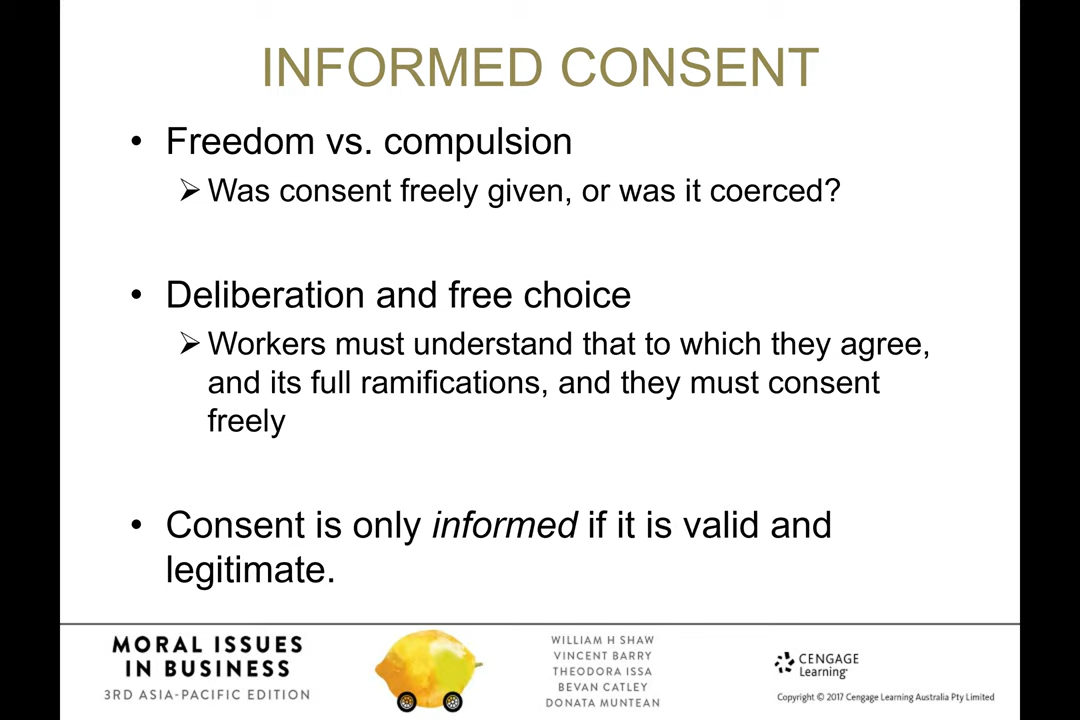 INFORMED CONSENT
• Freedom vs. compulsion
➢ Was consent freely given, or was it coerced?
• Deliberation and free choice
➢ Workers must understand that to which they agree,
and its full ramifications, and they must consent
freely
• Consent is only informed if it is valid and
legitimate.
MORAL ISSUES
IN BUSINESS
3RD ASIA-PACIFIC EDITION
WILLIAM H SHAW
VINCENT BARRY
THEODORA ISSA
BEVAN CATLEY
DONATA MUNTEAN
CENGAGE
Learning™
Copyright © 2017 Cengage Learning Australia Pty Limited